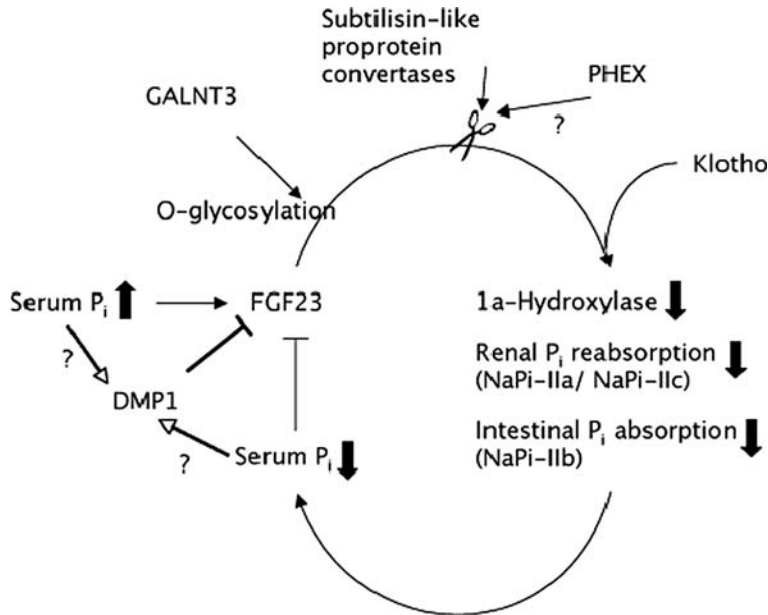 Subtilisin-like
proprotein
convertases
PHEX
GALNT3
?
Klotho
O-glycosylation
Serum Pi
FGF23
1a-Hydroxylase
Renal Pi reabsorption
(NaPi-IIa/ NaPi-IIc)
?
DMP1
Intestinal Pi absorption
(NaPi-IIb)
?
Serum Pi